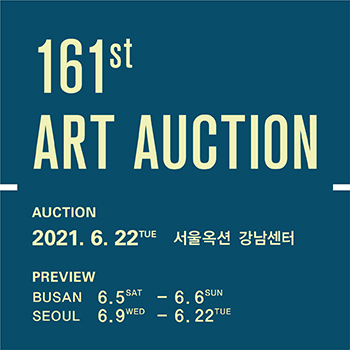 161st
ART AUCTION
AUCTION
2021. 6. 22TUE 서울옥션 강남센터
PREVIEW
BUSAN 6.5SAT – 6.6SUN
SEOUL 6.9WED – 6.22TUE